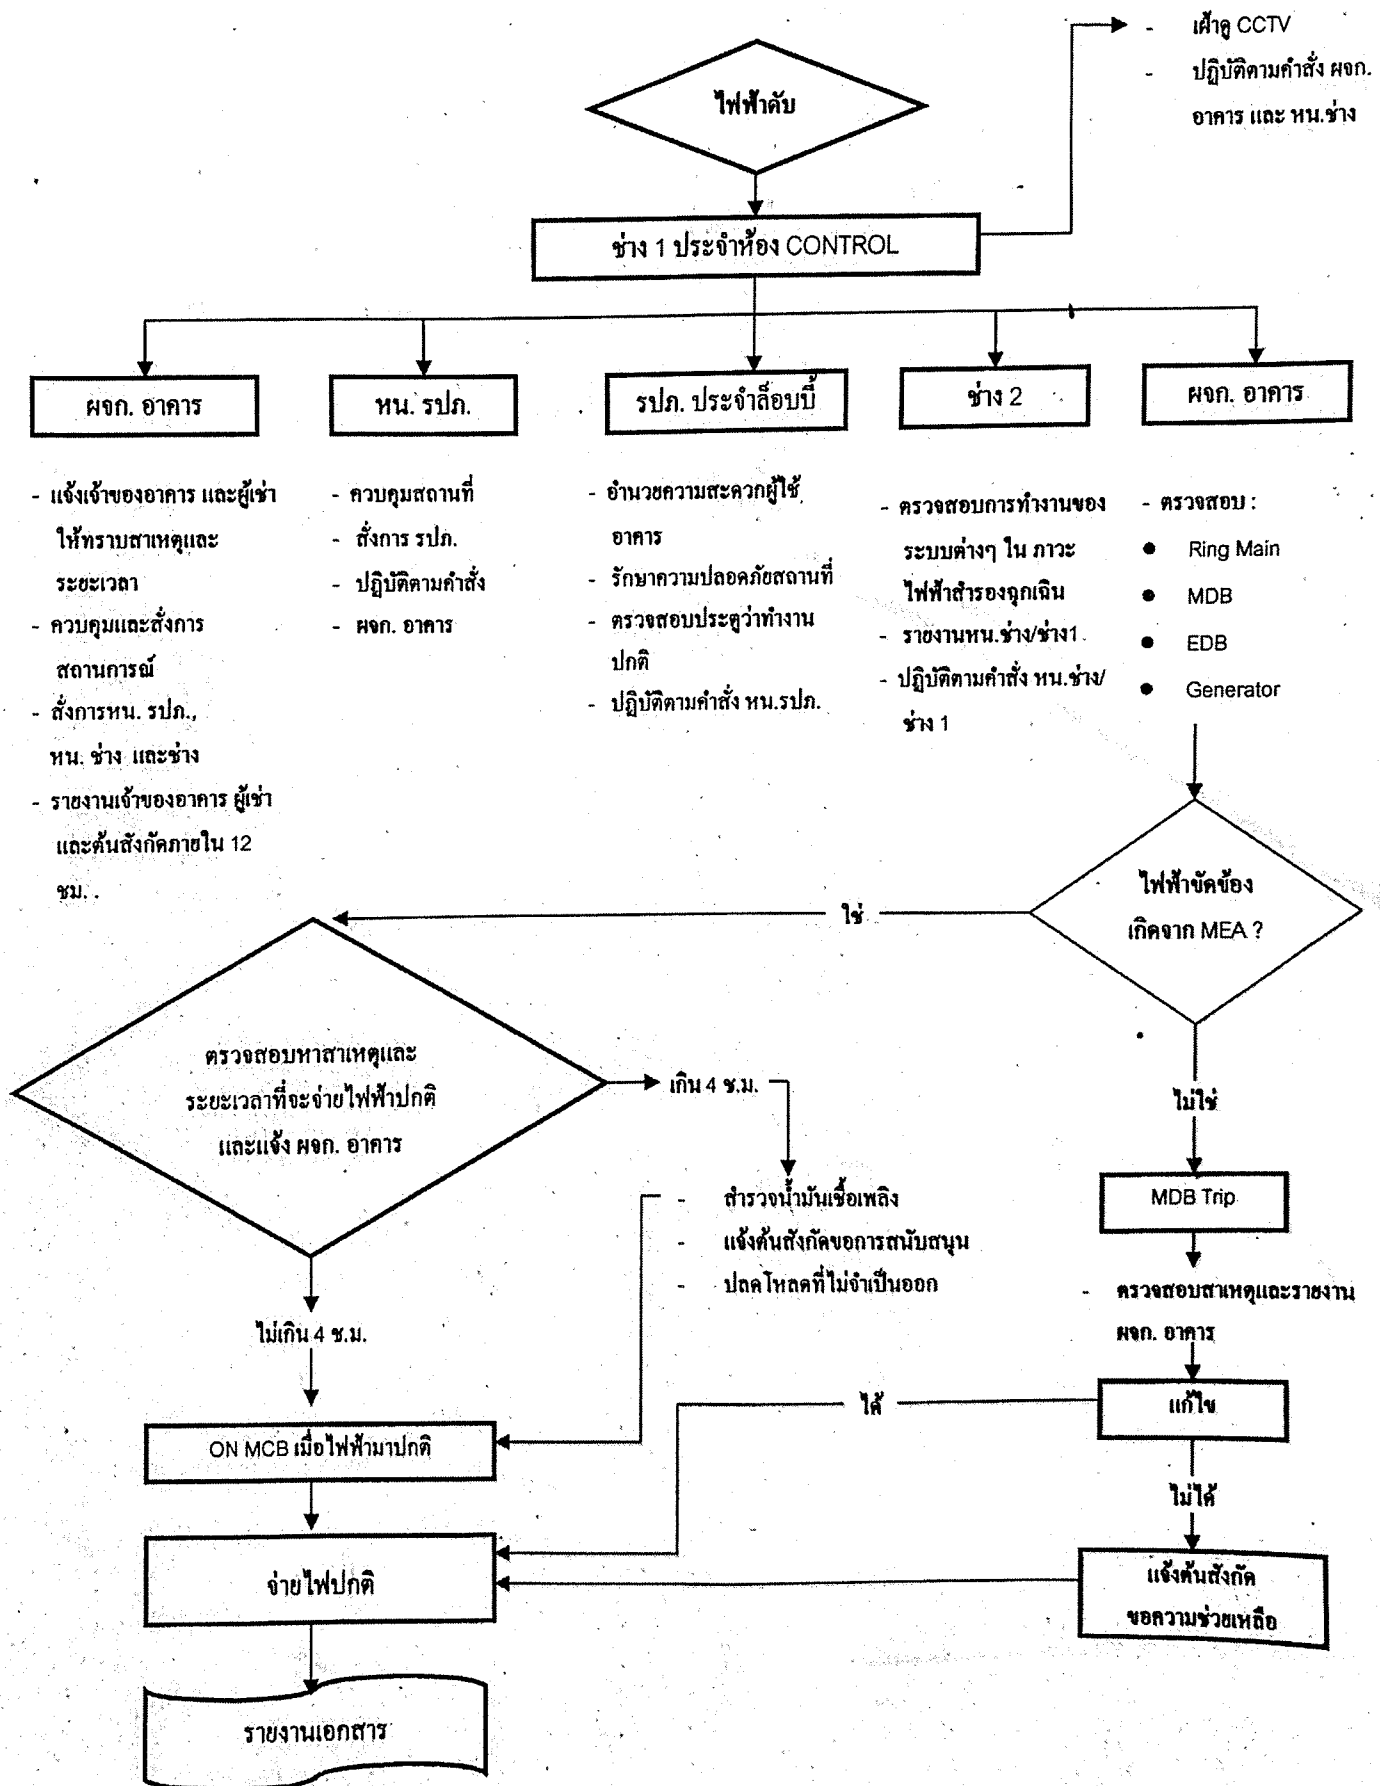 - เฝ้าดู CCTV
- ปฏิบัติตามคำสั่ง ผจก.
อาคาร และ หน.ช่าง
ไฟฟ้าดับ
ช่าง 1 ประจำห้อง CONTROL
ผจก. อาคาร
- แจ้งเจ้าของอาคาร และผู้เช่า
ให้ทราบสาเหตุและ
ระยะเวลา
- ควบคุมและสั่งการ
สถานการณ์
- สั่งการหน. รปภ.,
หน. ช่าง และช่าง
- รายงานเจ้าของอาคาร ผู้เช่า
และต้นสังกัดภายใน 12
ชม. .
หน. รปภ.
- ควบคุมสถานที่
- สั่งการ รปภ.
- ปฏิบัติตามคำสั่ง
- ผจก. อาคาร
รปภ. ประจำล็อบบี้
- อำนวยความสะดวกผู้ใช้
อาคาร
- รักษาความปลอดภัยสถานที่
- ตรวจสอบประตูว่าทำงาน
ปกติ
- ปฏิบัติตามคำสั่ง หน.รปภ.
ช่าง 2
- ตรวจสอบการทำงานของ
ระบบต่างๆ ใน ภาวะ
ไฟฟ้าสำรองฉุกเฉิน
- รายงานหน.ช่าง/ช่าง1
- ปฏิบัติตามคำสั่ง หน.ช่าง/
ช่าง 1
ผจก. อาคาร
- ตรวจสอบ :
● Ring Main
● MDB
● EDB
● Generator
ไฟฟ้าขัดข้อง
เกิดจาก MEA ?
ใช่
ไม่ใช่
ตรวจสอบหาสาเหตุและ
ระยะเวลาที่จะจ่ายไฟฟ้าปกติ
และแจ้ง ผจก. อาคาร
เกิน 4 ช.ม.
- สำรวจน้ำมันเชื้อเพลิง
- แจ้งต้นสังกัดขอการสนับสนุน
- ปลดโหลดที่ไม่จำเป็นออก
ไม่เกิน 4 ช.ม.
MDB Trip
- ตรวจสอบสาเหตุและรายงาน
ผจก. อาคาร
แก้ไข
ได้
ไม่ได้
ON MCB เมื่อไฟฟ้ามาปกติ
จ่ายไฟปกติ
แจ้งต้นสังกัด
ขอความช่วยเหลือ
รายงานเอกสาร